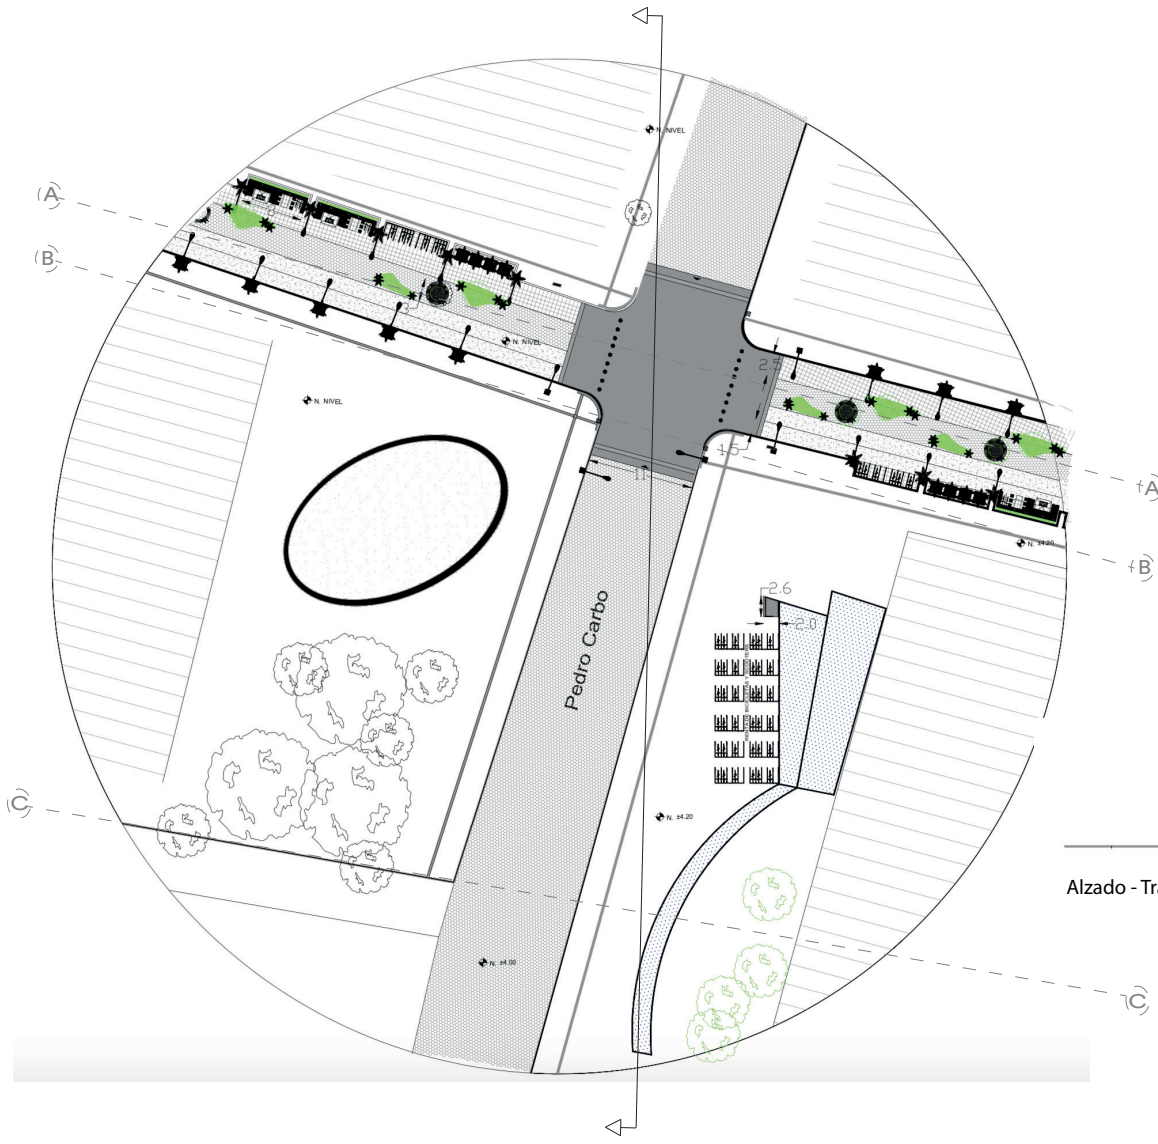 N. NIVEL
A
B
2.5
N. NIVEL
N. NIVEL
1.5
11
A
B
N. ±4.20
2.6
2.0
Pedro Carbo
C
N. ±4.20
Alzado - Tra
N. ±4.00
C